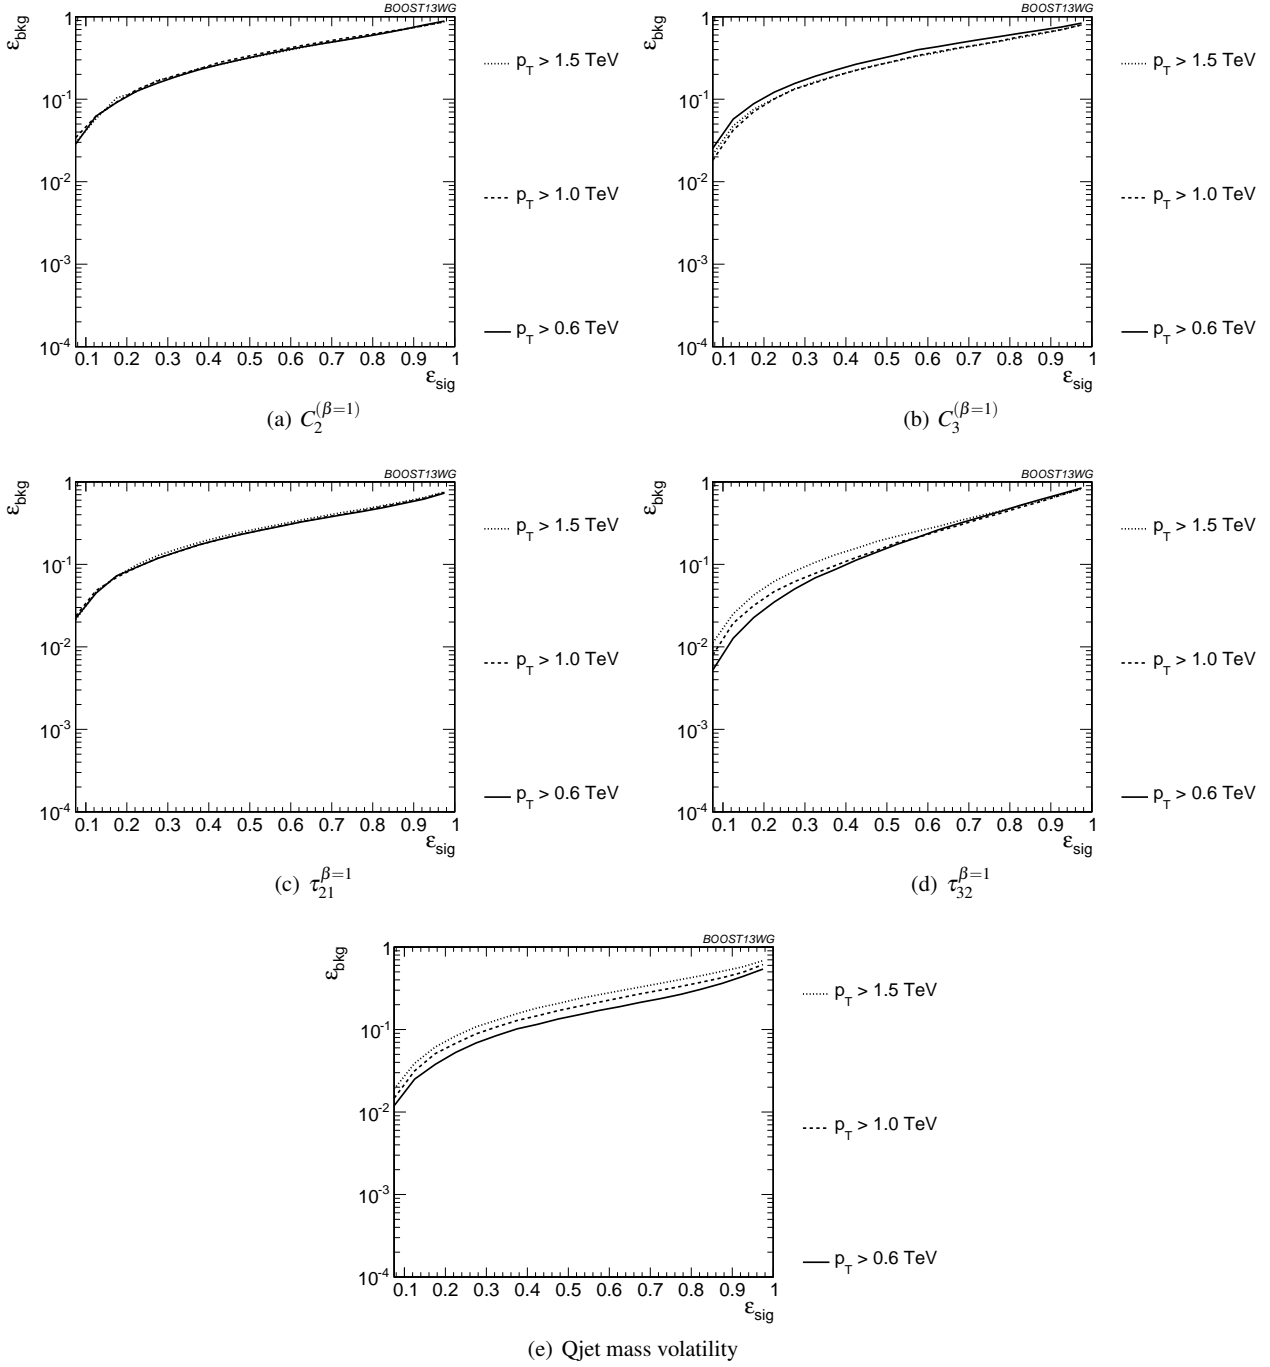 BOOST13WG
ε_bkg
1
10^-1
10^-2
10^-3
10^-4
0.1 0.2 0.3 0.4 0.5 0.6 0.7 0.8 0.9 1
ε_sig
p_T > 1.5 TeV
p_T > 1.0 TeV
p_T > 0.6 TeV
(a) C_2^(β=1)
BOOST13WG
ε_bkg
1
10^-1
10^-2
10^-3
10^-4
0.1 0.2 0.3 0.4 0.5 0.6 0.7 0.8 0.9 1
ε_sig
p_T > 1.5 TeV
p_T > 1.0 TeV
p_T > 0.6 TeV
(b) C_3^(β=1)
BOOST13WG
ε_bkg
1
10^-1
10^-2
10^-3
10^-4
0.1 0.2 0.3 0.4 0.5 0.6 0.7 0.8 0.9 1
ε_sig
p_T > 1.5 TeV
p_T > 1.0 TeV
p_T > 0.6 TeV
(c) τ_21^β=1
BOOST13WG
ε_bkg
1
10^-1
10^-2
10^-3
10^-4
0.1 0.2 0.3 0.4 0.5 0.6 0.7 0.8 0.9 1
ε_sig
p_T > 1.5 TeV
p_T > 1.0 TeV
p_T > 0.6 TeV
(d) τ_32^β=1
BOOST13WG
ε_bkg
1
10^-1
10^-2
10^-3
10^-4
0.1 0.2 0.3 0.4 0.5 0.6 0.7 0.8 0.9 1
ε_sig
p_T > 1.5 TeV
p_T > 1.0 TeV
p_T > 0.6 TeV
(e) Qjet mass volatility